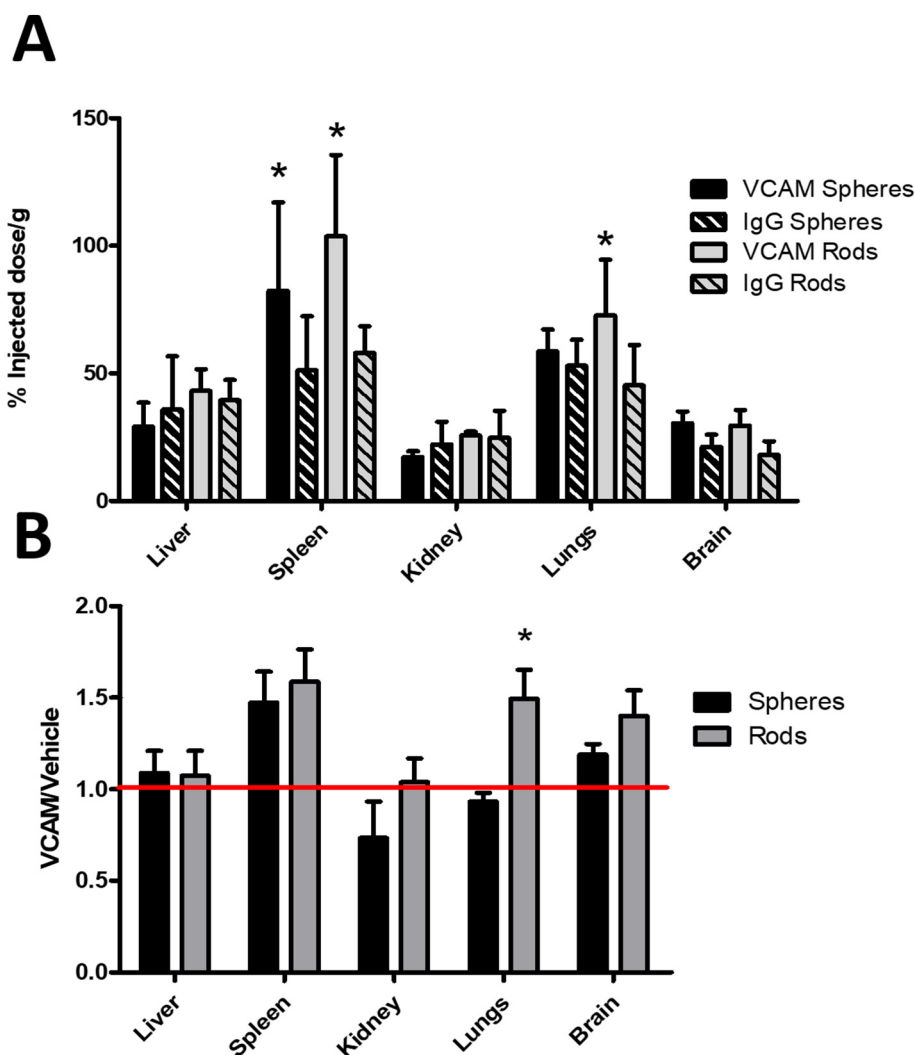 A
% Injected dose/g
150
100
50
0
*
*
*
VCAM Spheres
IgG Spheres
VCAM Rods
IgG Rods
Liver
Spleen
Kidney
Lungs
Brain
B
VCAM/Vehicle
2.0
1.5
1.0
0.5
0.0
*
Spheres
Rods
Liver
Spleen
Kidney
Lungs
Brain